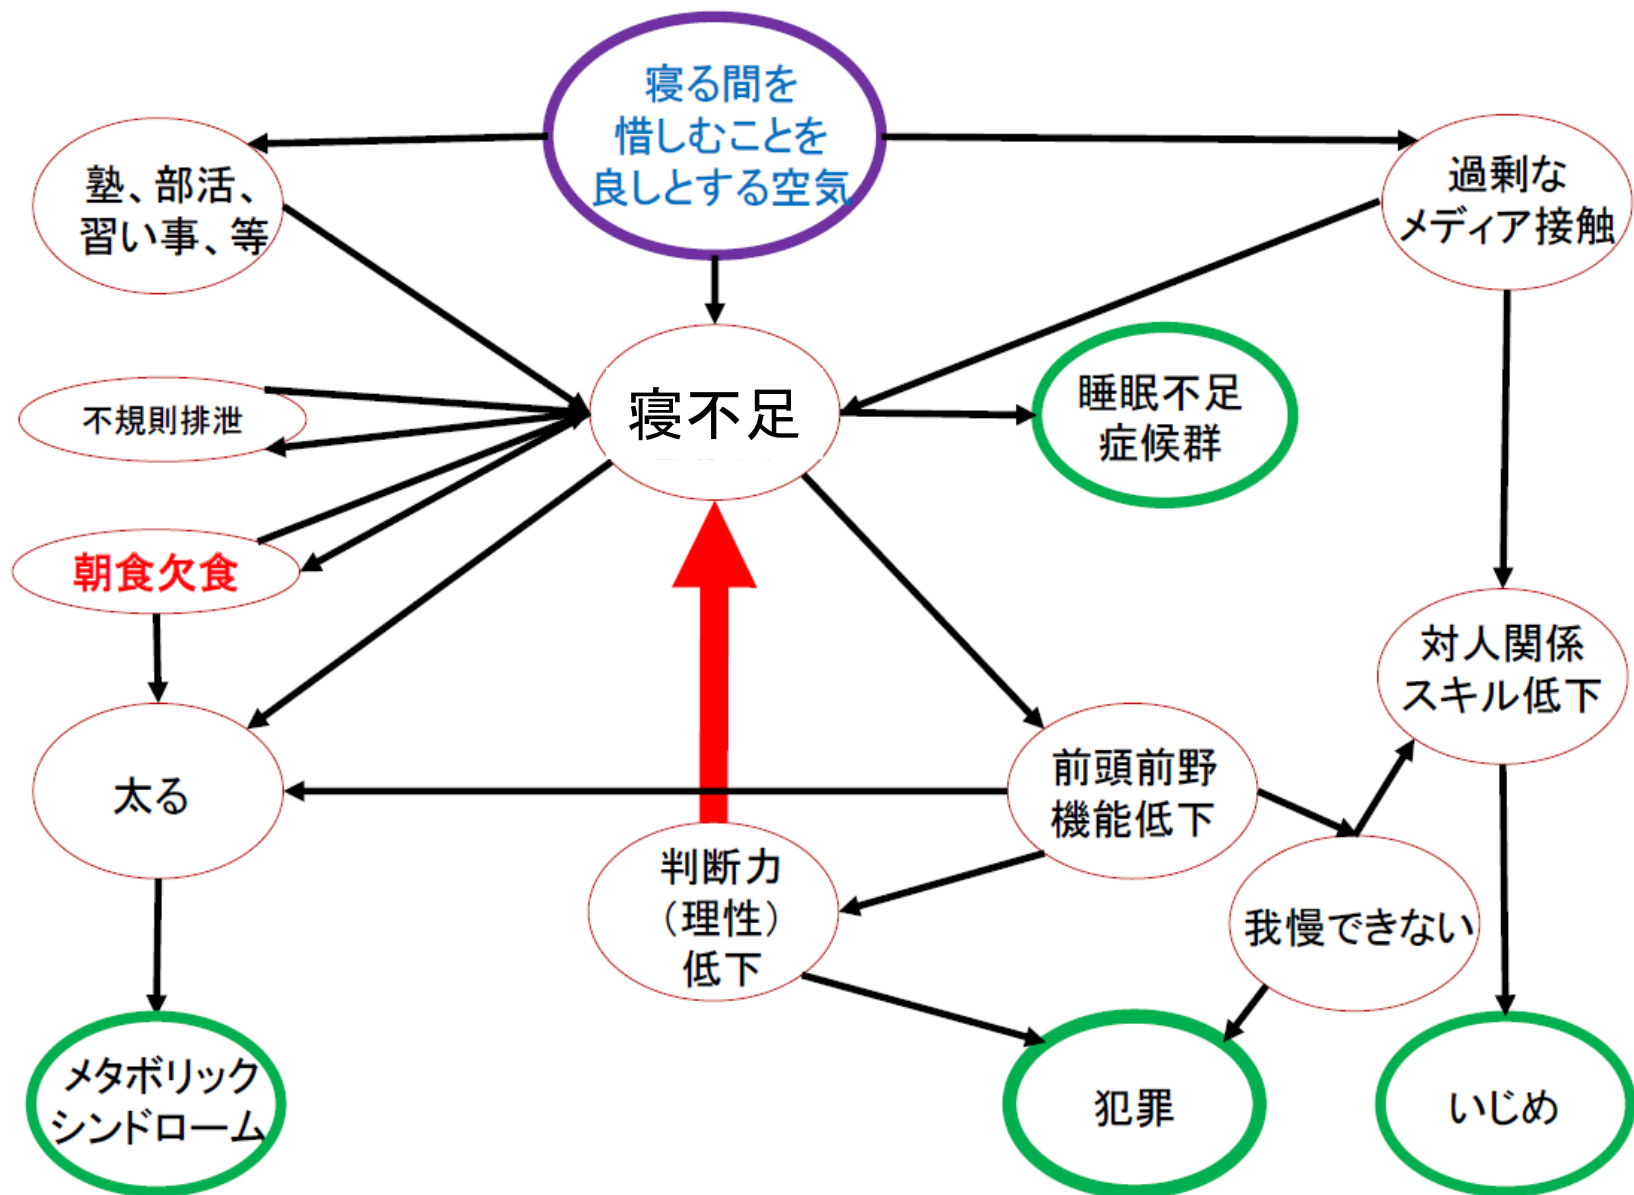 寝る間を
惜しむことを
良しとする空気
塾、部活、
習い事、等
過剰な
メディア接触
不規則排泄
寝不足
睡眠不足
症候群
朝食欠食
対人関係
スキル低下
太る
前頭前野
機能低下
判断力
（理性）
低下
我慢できない
メタボリック
シンドローム
犯罪
いじめ